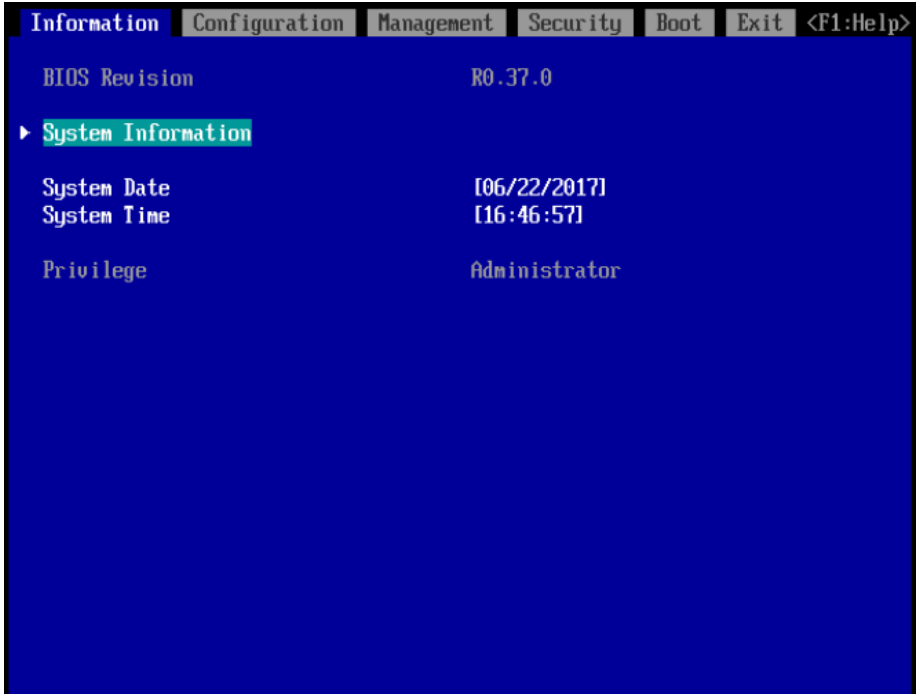 Information Configuration Management Security Boot Exit <F1:Help>
BIOS Revision R0.37.0
System Information
System Date [06/22/2017]
System Time [16:46:57]
Privilege Administrator